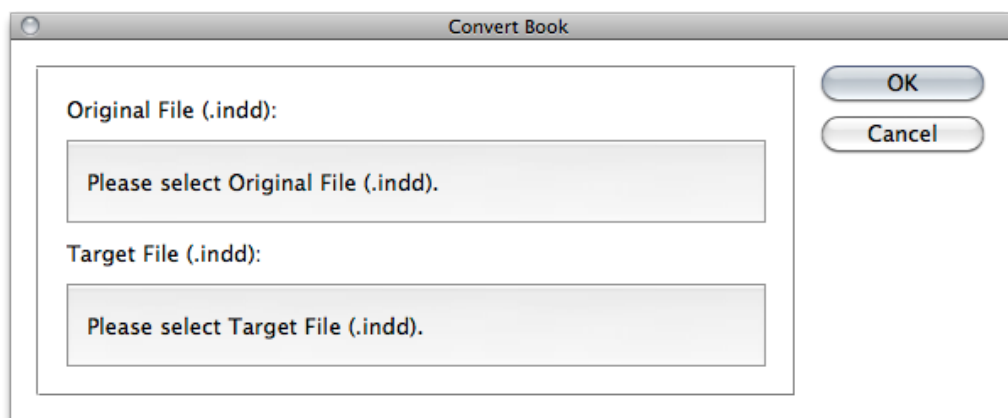 Convert Book
Original File (.indd):
OK
Cancel
Please select Original File (.indd).
Target File (.indd):
Please select Target File (.indd).